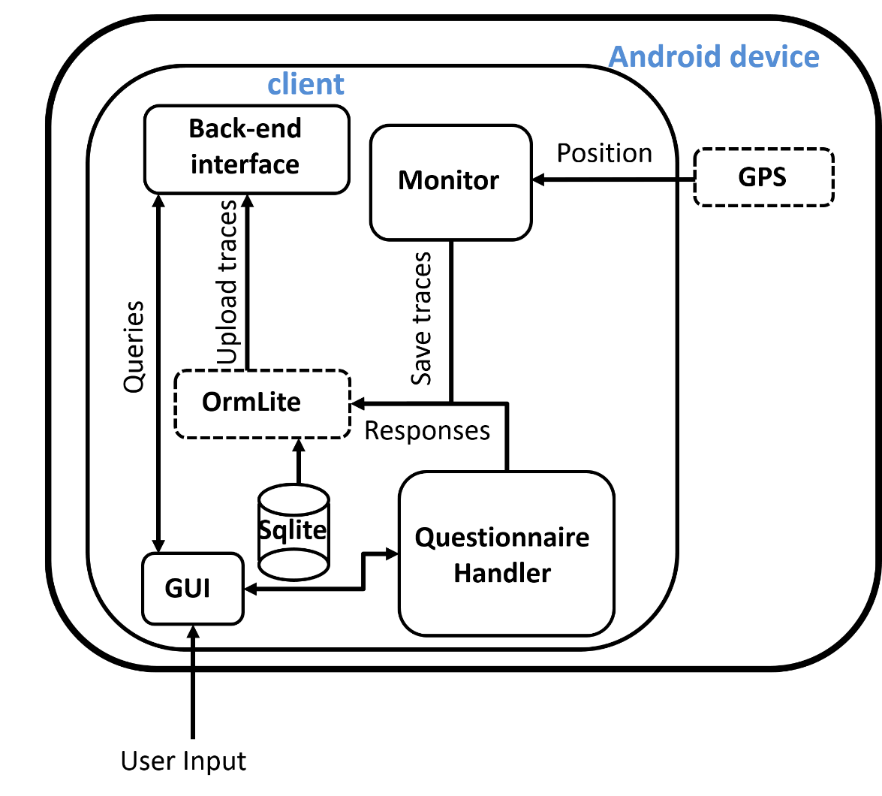 Android device
client
Back-end
interface
Monitor
Position
GPS
Queries
Upload traces
Save traces
OrmLite
Responses
Sqlite
Questionnaire
Handler
GUI
User Input